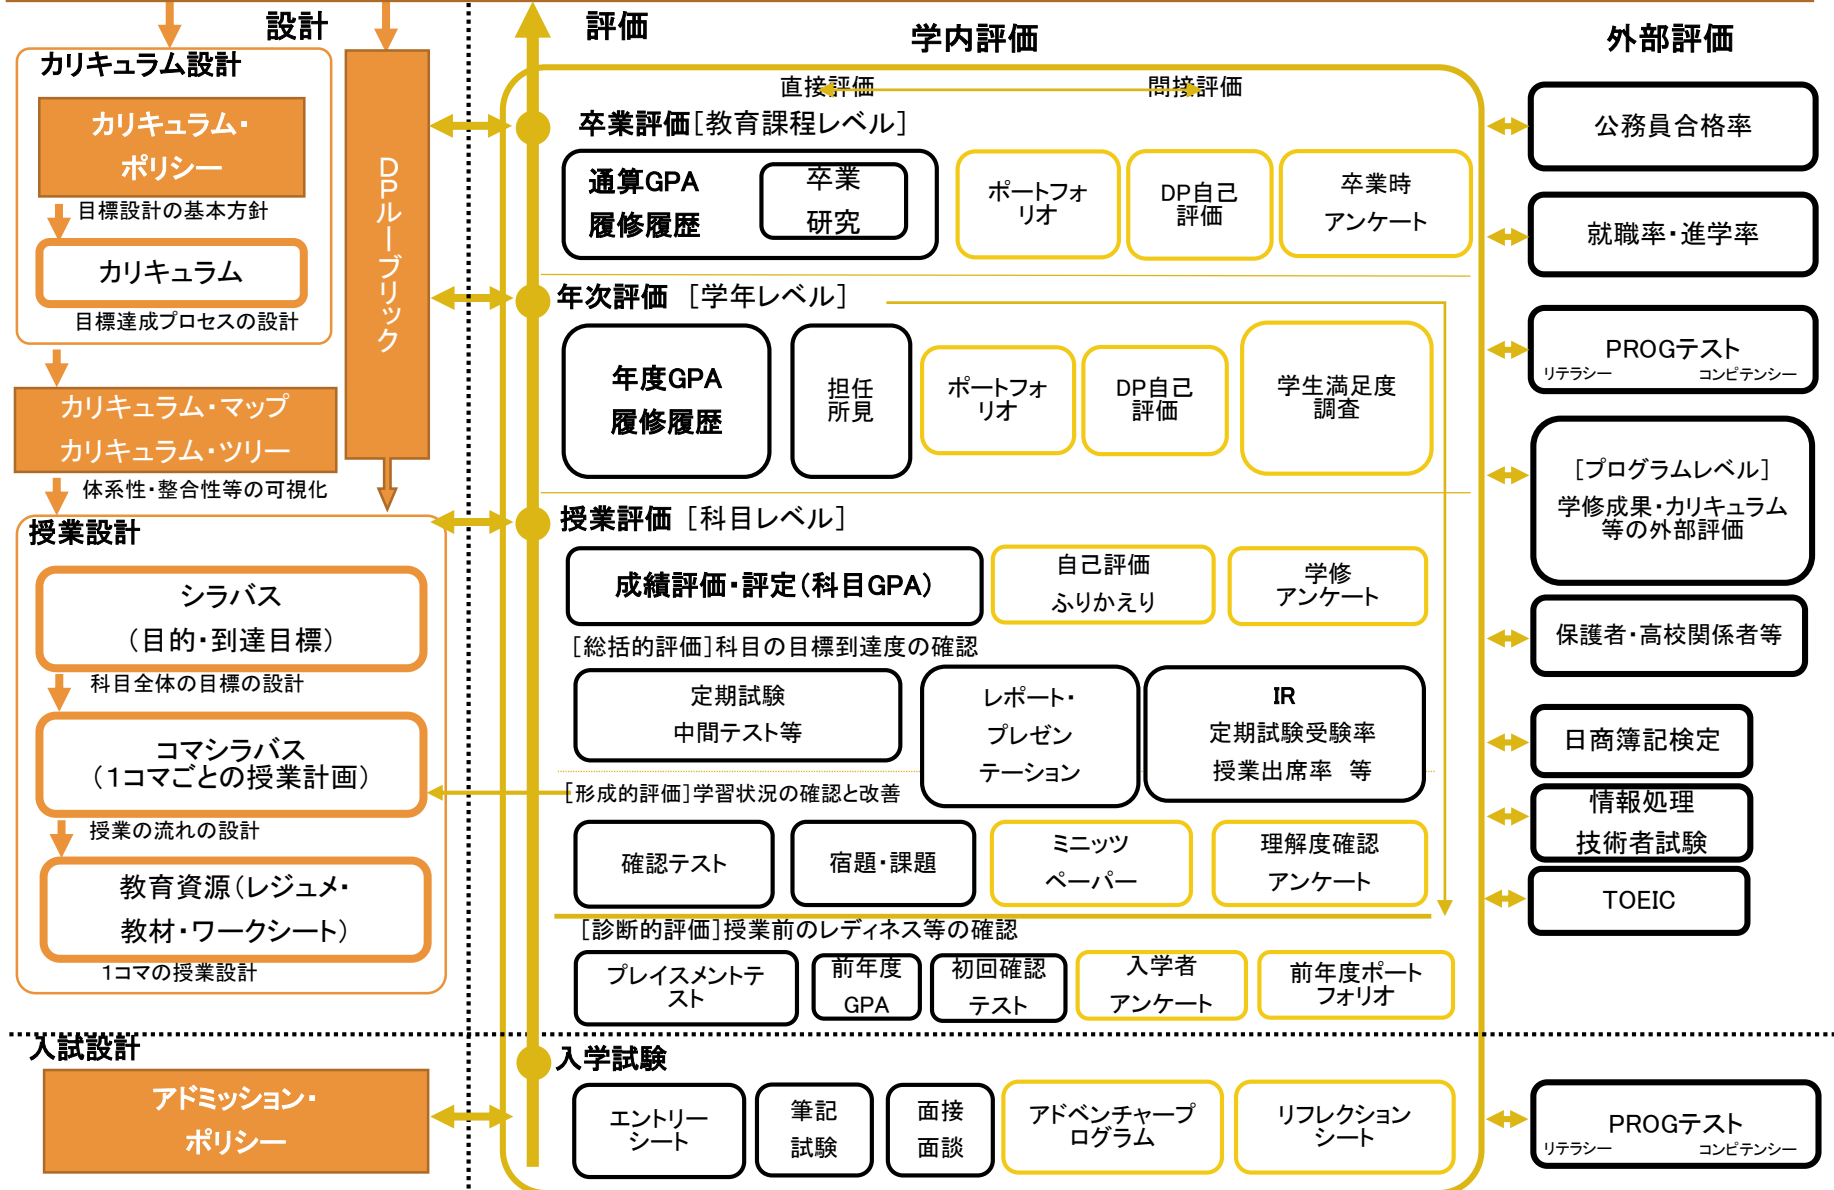 設計
カリキュラム設計
カリキュラム・
ポリシー
目標設計の基本方針
カリキュラム
目標達成プロセスの設計
DPルーブリック
カリキュラム・マップ
カリキュラム・ツリー
体系性・整合性等の可視化
授業設計
シラバス
（目的・到達目標）
科目全体の目標の設計
コマシラバス
（1コマごとの授業計画）
授業の流れの設計
教育資源（レジュメ・
教材・ワークシート）
1コマの授業設計
入試設計
アドミッション・
ポリシー
評価
学内評価
直接評価
間接評価
卒業評価［教育課程レベル］
通算GPA
履修履歴
卒業
研究
ポートフォ
リオ
DP自己
評価
卒業時
アンケート
年次評価 ［学年レベル］
年度GPA
履修履歴
担任
所見
ポートフォ
リオ
DP自己
評価
学生満足度
調査
授業評価 ［科目レベル］
成績評価・評定（科目GPA）
自己評価
ふりかえり
学修
アンケート
［総括的評価］科目の目標到達度の確認
定期試験
中間テスト等
レポート・
プレゼン
テーション
IR
定期試験受験率
授業出席率 等
［形成的評価］学習状況の確認と改善
確認テスト
宿題・課題
ミニッツ
ペーパー
理解度確認
アンケート
［診断的評価］授業前のレディネス等の確認
プレイスメントテ
スト
前年度
GPA
初回確認
テスト
入学者
アンケート
前年度ポート
フォリオ
入学試験
エントリー
シート
筆記
試験
面接
面談
アドベンチャープ
ログラム
リフレクション
シート
外部評価
公務員合格率
就職率・進学率
PROGテスト
リテラシー コンピテンシー
［プログラムレベル］
学修成果・カリキュラム
等の外部評価
保護者・高校関係者等
日商簿記検定
情報処理
技術者試験
TOEIC
PROGテスト
リテラシー コンピテンシー